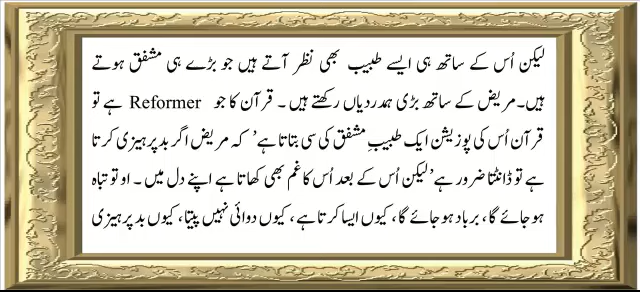 لیکن اُس کے ساتھ ہی ایسے طبیب بھی نظر آتے ہیں جو بڑے ہی مشفق ہوتے
ہیں۔ مریض کے ساتھ بڑی ہمدردیاں رکھتے ہیں ۔ قرآن کا جو Reformer ہے تو
قرآن اُس کی پوزیشن ایک طبیبِ مشفق کی سی بتاتا ہے’ کہ مریض اگر بد پرہیزی کرتا
ہے تو ڈانٹتا ضرور ہے’ لیکن اُس کے بعد اُس کا غم بھی کھاتا ہے اپنے دل میں ۔ او تو تباہ
ہو جائے گا ، برباد ہو جائے گا ، کیوں ایسا کرتا ہے ، کیوں دوائی نہیں پیتا ، کیوں بد پرہیزی